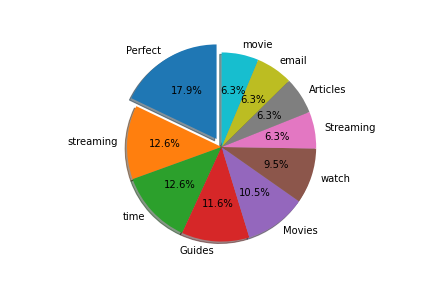 Perfect
17.9%
streaming
12.6%
time
12.6%
Guides
11.6%
Movies
10.5%
watch
9.5%
Streaming
6.3%
Articles
6.3%
email
6.3%
movie
6.3%